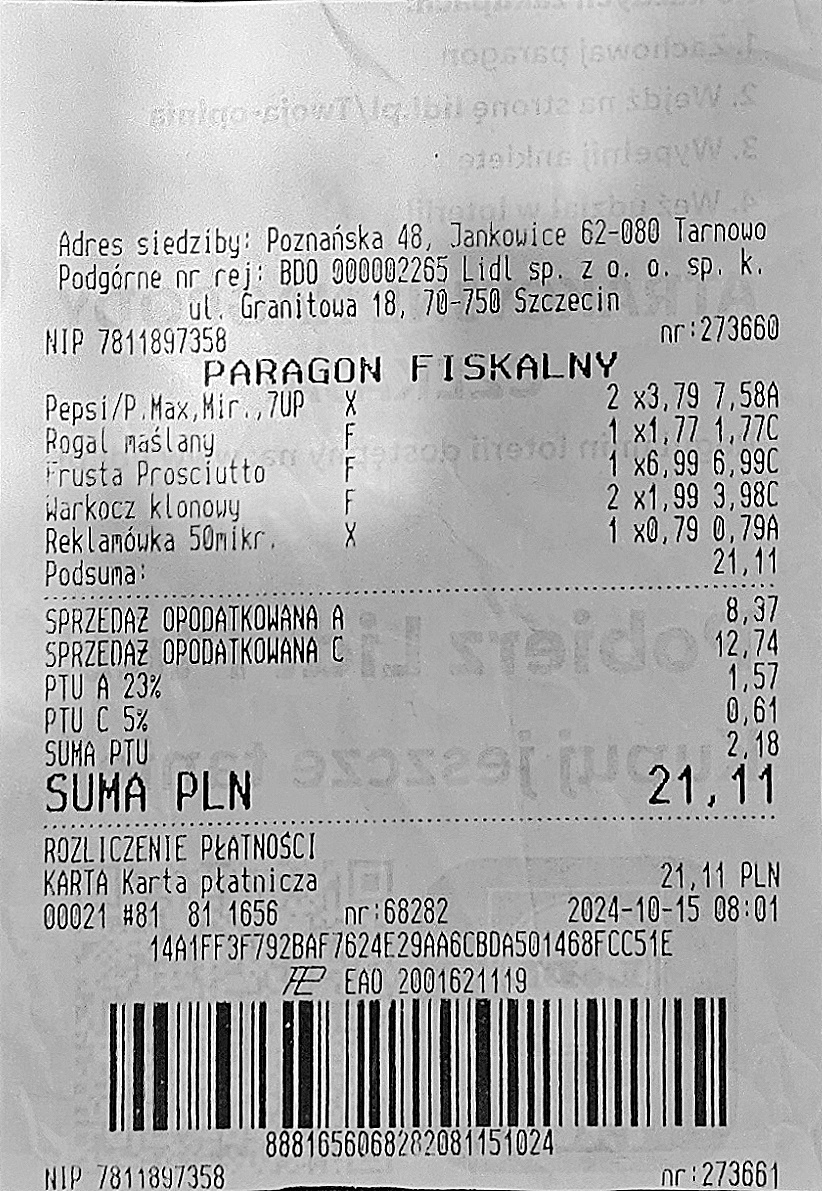 Adres siedziby: Poznańska 48, Jankowice 62-080 Tarnowo
Podgórne nr rej: BDO 000002265 Lidl sp. z o. o. sp. k.
ul. Granitowa 18, 70-750 Szczecin
NIP 7811897358 nr:273660
PARAGON FISKALNY
Pepsi/P.Max,Mir.,7UP X 2 x3,79 7,58A
Rogal maślany F 1 x1,77 1,77C
Frusta Prosciutto F 1 x6,99 6,99C
Warkocz klonowy F 2 x1,99 3,98C
Reklamówka 50mikr. X 1 x0,79 0,79A
Podsuma: 21,11
SPRZEDAŻ OPODATKOWANA A 8,37
SPRZEDAŻ OPODATKOWANA C 12,74
PTU A 23% 1,57
PTU C 5% 0,61
SUMA PTU 2,18
SUMA PLN 21,11
ROZLICZENIE PŁATNOŚCI
KARTA Karta płatnicza 21,11 PLN
00021 #81 81 1656 nr:68282 2024-10-15 08:01
14A1FF3F792BAF7624E29AA6CBDA501468FCC51E
EAO 2001621119
8881656068282081151024
NIP 7811897358 nr:273661